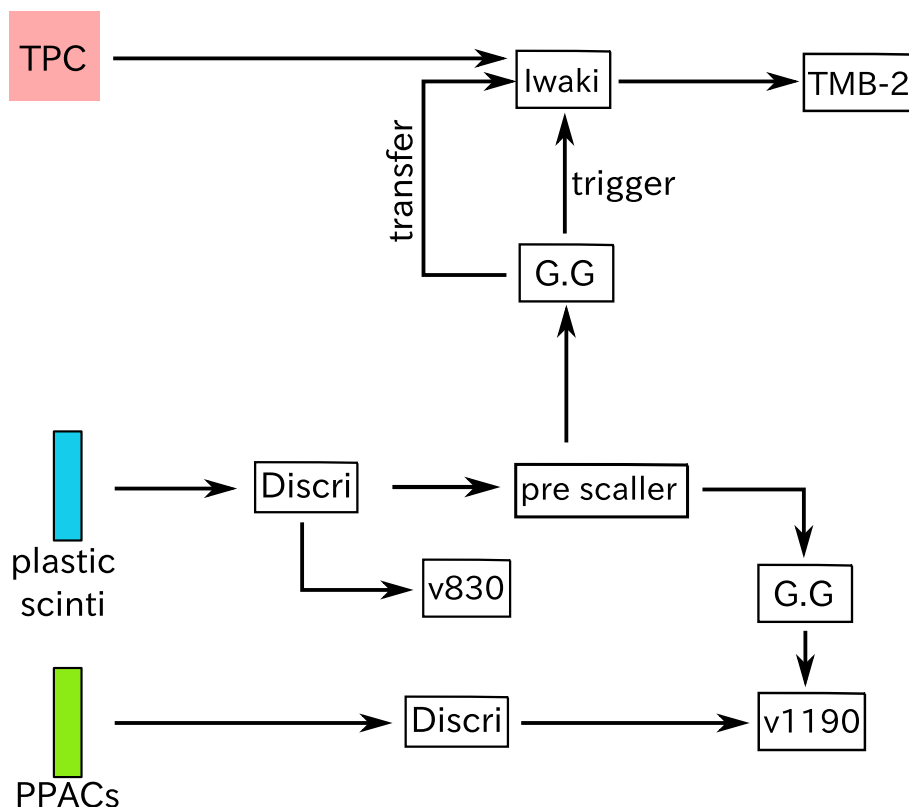 TPC
Iwaki
TMB-2
transfer
trigger
G.G
Discri
pre scaller
plastic
scinti
v830
G.G
Discri
v1190
PPACs